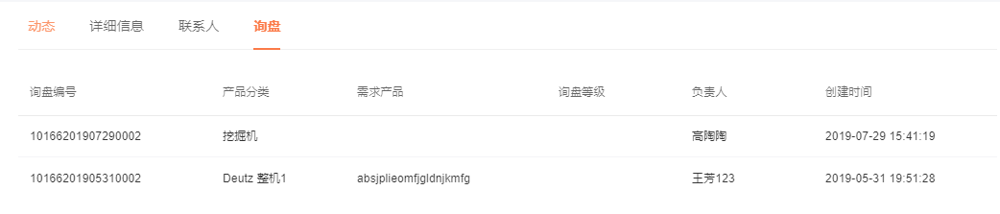 动态 详细信息 联系人 询盘
询盘编号 产品分类 需求产品 询盘等级 负责人 创建时间
10166201907290002 挖掘机 高陶陶 2019-07-29 15:41:19
10166201905310002 Deutz 整机1 absjplieomfjgldnjkmfg 王芳123 2019-05-31 19:51:28